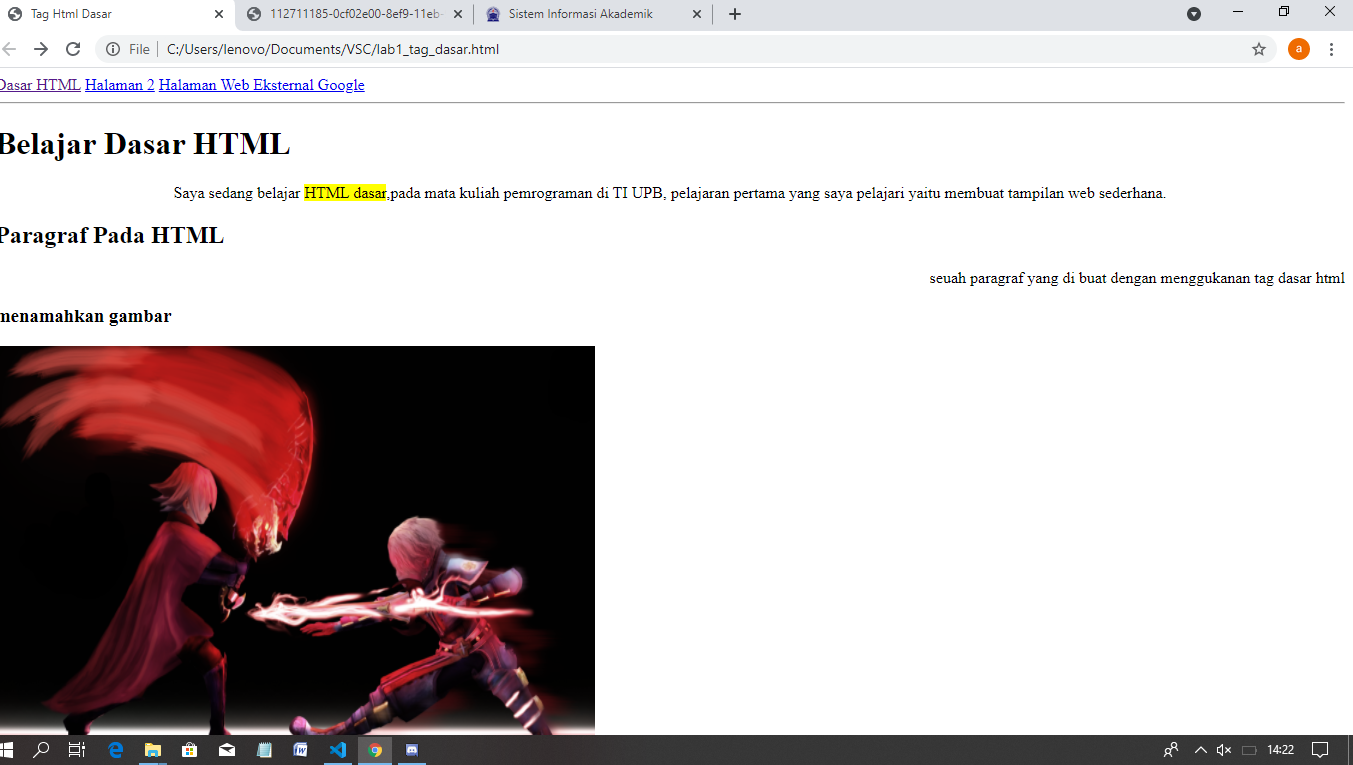 Tag Html Dasar
112711185-0cf02e00-8ef9-11eb-
Sistem Informasi Akademik
File
C:/Users/lenovo/Documents/VSC/lab1_tag_dasar.html
a
Dasar HTML Halaman 2 Halaman Web Eksternal Google
Belajar Dasar HTML
Saya sedang belajar HTML dasar,pada mata kuliah pemrograman di TI UPB, pelajaran pertama yang saya pelajari yaitu membuat tampilan web sederhana.
Paragraf Pada HTML
seuah paragraf yang di buat dengan menggukanan tag dasar html
menamahkan gambar
14:22